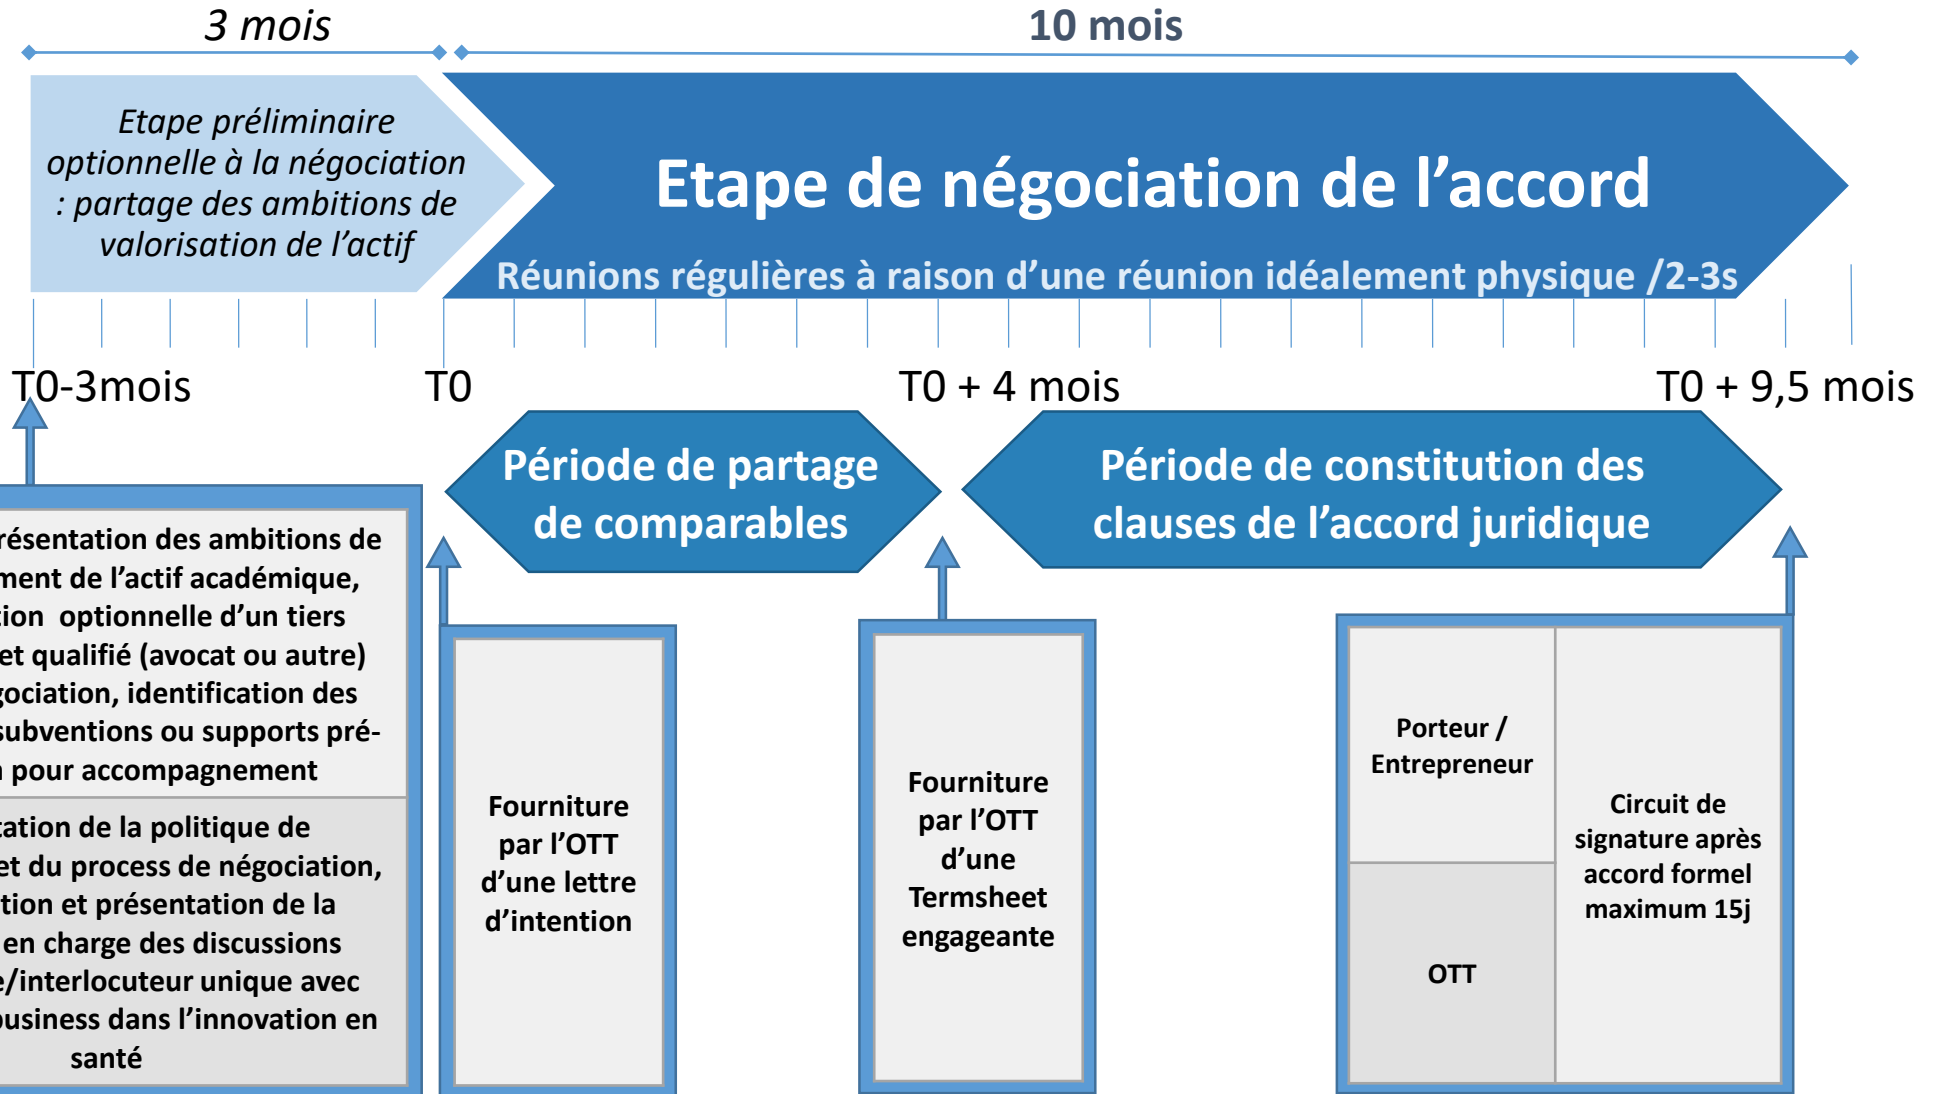 3 mois
10 mois
Etape préliminaire
optionnelle à la négociation
: partage des ambitions de
valorisation de l’actif
Etape de négociation de l’accord
Réunions régulières à raison d’une réunion idéalement physique /2-3s
T0-3mois
T0
T0 + 4 mois
T0 + 9,5 mois
Période de partage
de comparables
Période de constitution des
clauses de l’accord juridique
résentation des ambitions de
ment de l’actif académique,
tion optionnelle d’un tiers
et qualifié (avocat ou autre)
gociation, identification des
subventions ou supports pré-
pour accompagnement
tation de la politique de
et du process de négociation,
tion et présentation de la
en charge des discussions
e/interlocuteur unique avec
business dans l’innovation en
santé
Fourniture
par l’OTT
d’une lettre
d’intention
Fourniture
par l’OTT
d’une
Termsheet
engageante
Porteur /
Entrepreneur
OTT
Circuit de
signature après
accord formel
maximum 15j